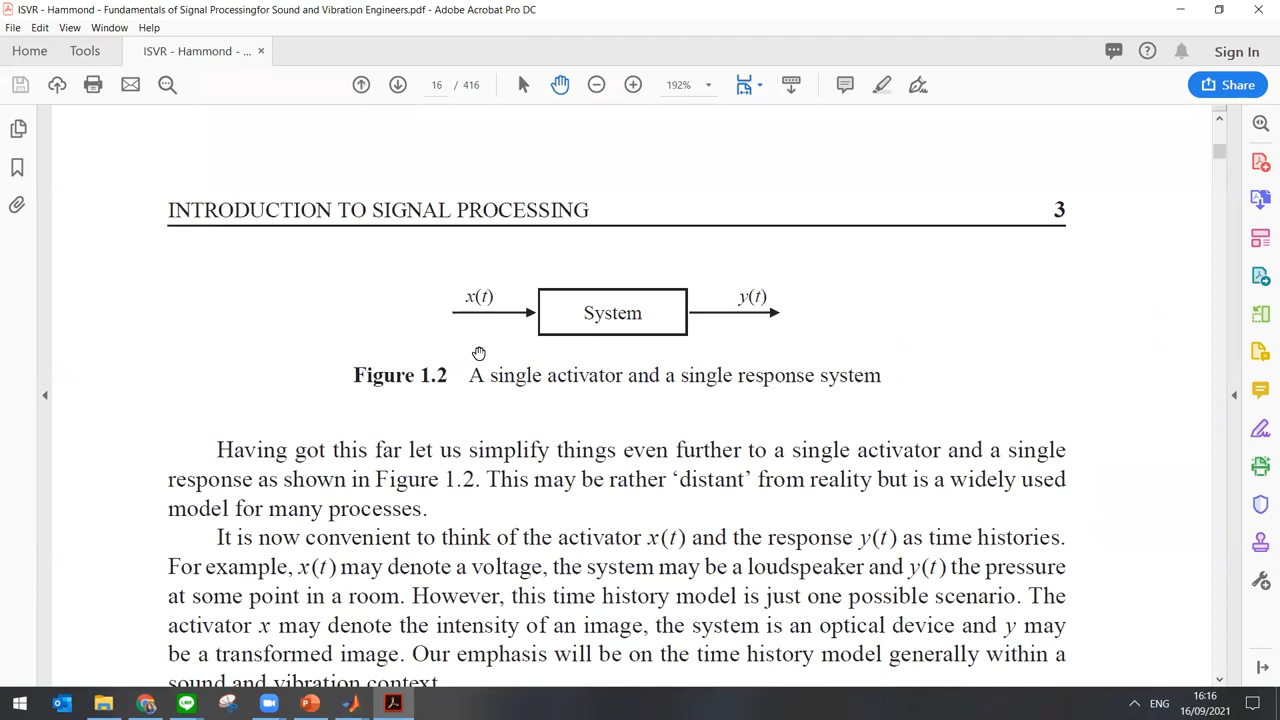 ISVR - Hammond - Fundamentals of Signal Processingfor Sound and Vibration Engineers.pdf - Adobe Acrobat Pro DC
File Edit View Window Help
Home Tools ISVR - Hammond - ... × Sign In
16 / 416 192% Share
INTRODUCTION TO SIGNAL PROCESSING 3
x(t) System y(t)
Figure 1.2 A single activator and a single response system
Having got this far let us simplify things even further to a single activator and a single
response as shown in Figure 1.2. This may be rather ‘distant’ from reality but is a widely used
model for many processes.
It is now convenient to think of the activator x(t) and the response y(t) as time histories.
For example, x(t) may denote a voltage, the system may be a loudspeaker and y(t) the pressure
at some point in a room. However, this time history model is just one possible scenario. The
activator x may denote the intensity of an image, the system is an optical device and y may
be a transformed image. Our emphasis will be on the time history model generally within a
sound and vibration context.
ENG 16:16
16/09/2021